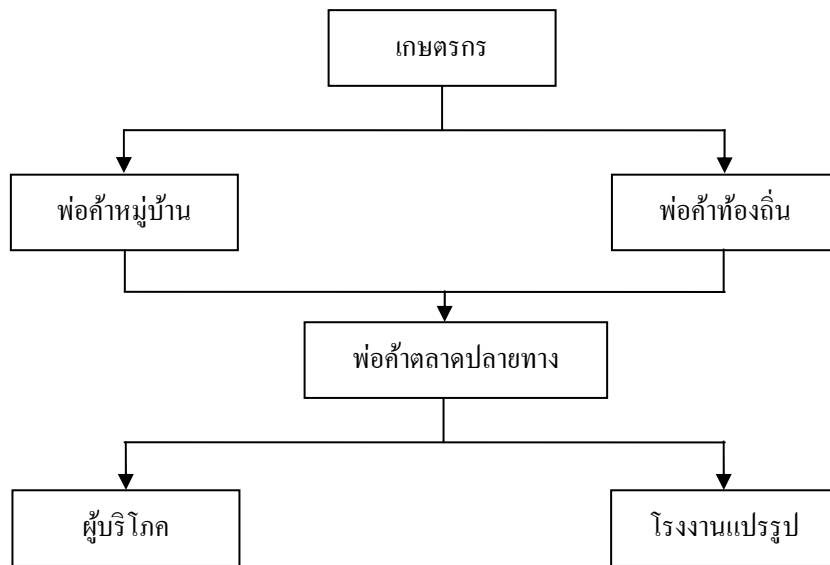 เกษตรกร
พ่อค้าหมู่บ้าน
พ่อค้าท้องถิ่น
พ่อค้าตลาดปลายทาง
ผู้บริโภค
โรงงานแปรรูป